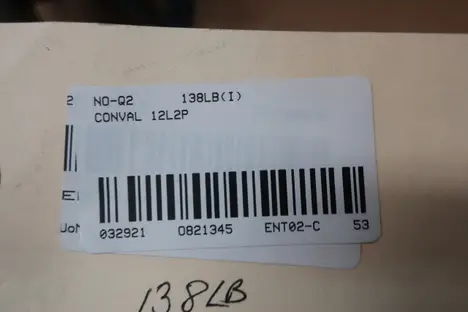 2 NO-Q2 138LB(I)
CONVAL 12L2P
032921 0821345 ENT02-C 53
138LB